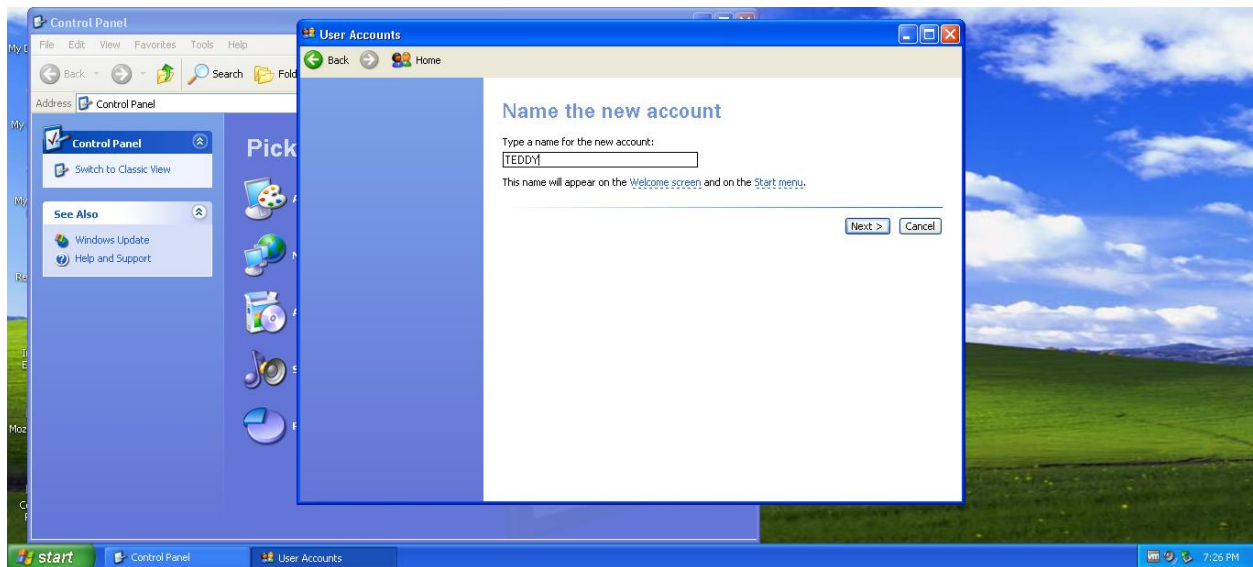 Control Panel
File Edit View Favorites Tools Help
Back Search Fold
Address Control Panel
Control Panel
Switch to Classic View
See Also
Windows Update
Help and Support
Pick
User Accounts
Back Home
Name the new account
Type a name for the new account:
TEDDY
This name will appear on the Welcome screen and on the Start menu.
Next > Cancel
start Control Panel User Accounts 7:26 PM